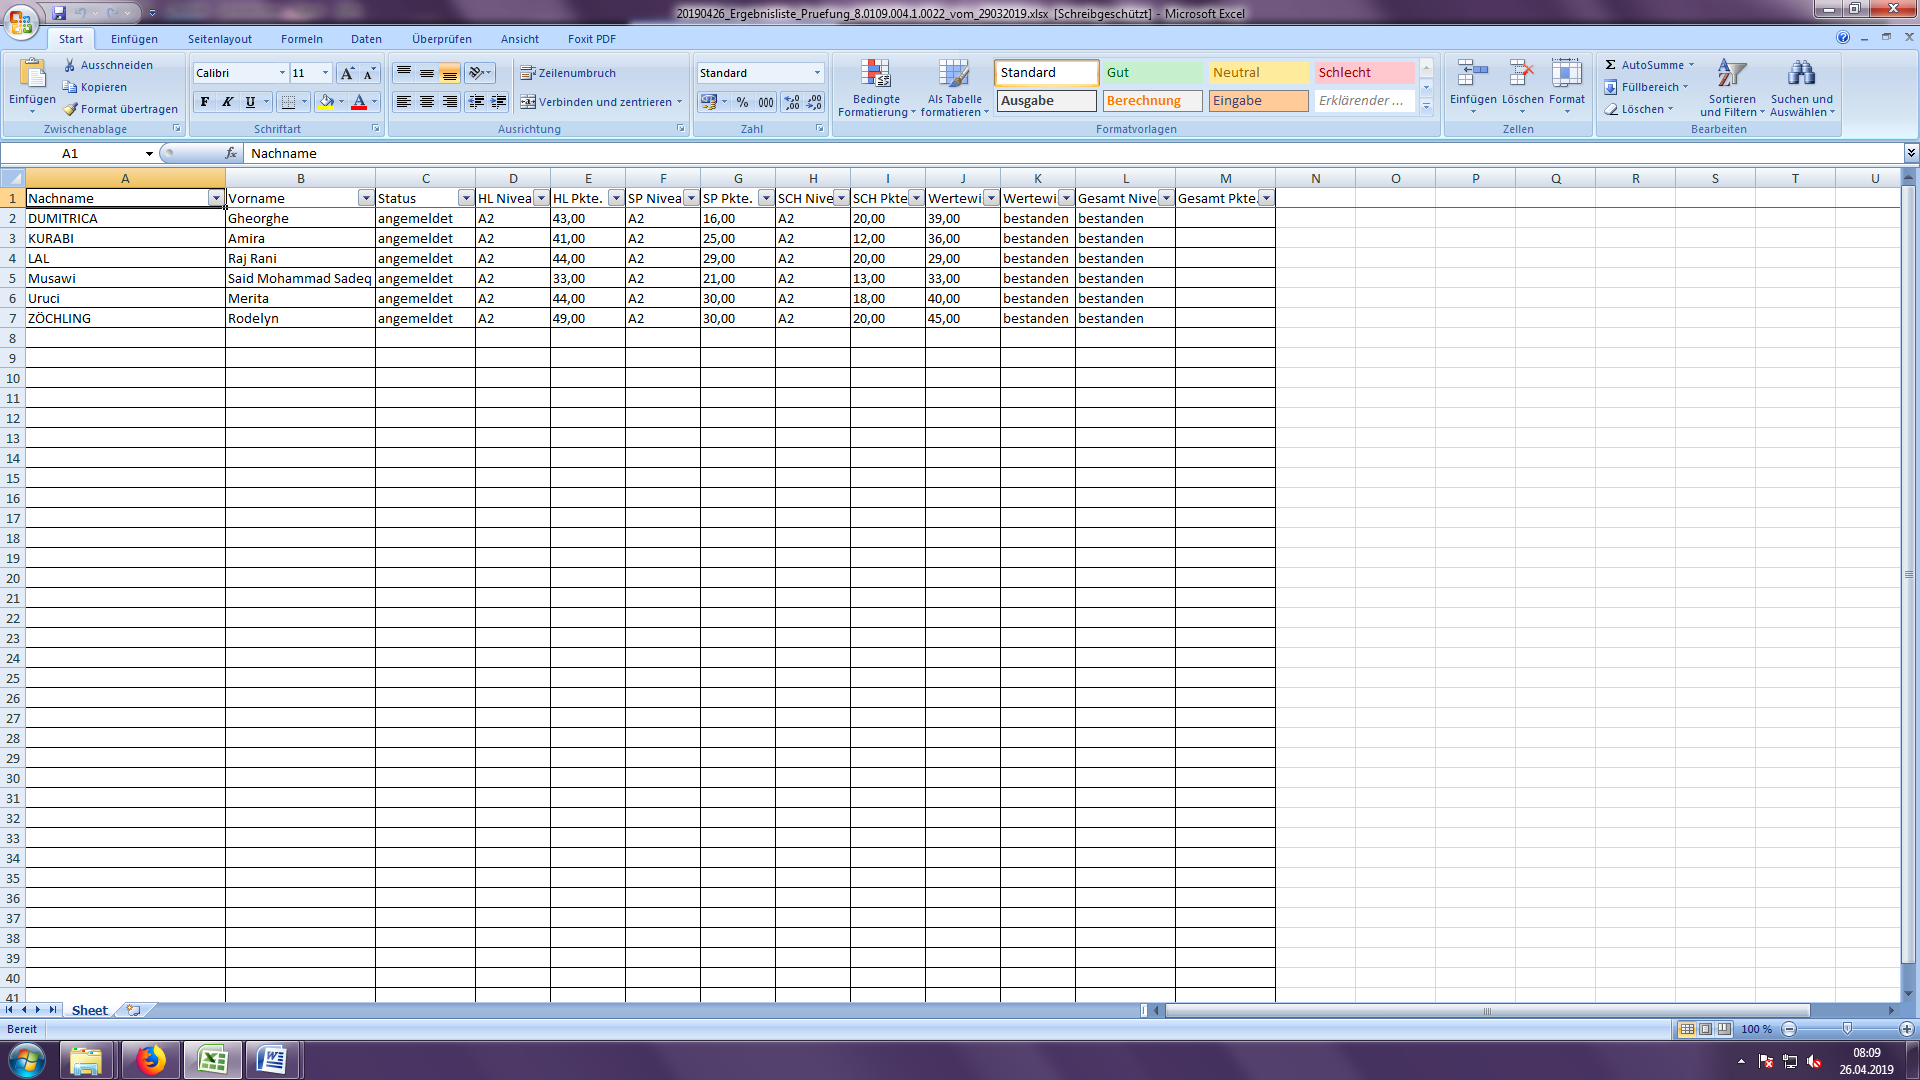 20190426_Ergebnisliste_Pruefung_8.0109.004.1.0022_vom_29032019.xlsx [Schreibgeschützt] - Microsoft Excel
Start Einfügen Seitenlayout Formeln Daten Überprüfen Ansicht Foxit PDF
Einfügen Ausschneiden Kopieren Format übertragen
Zwischenablage
Calibri 11
F K U
Schriftart
Zeilenumbruch
Verbinden und zentrieren
Ausrichtung
Standard
% 000
Zahl
Bedingte Formatierung
Als Tabelle formatieren
Standard Gut Neutral Schlecht
Ausgabe Berechnung Eingabe Erklärender ...
Formatvorlagen
Einfügen Löschen Format
Zellen
AutoSumme
Füllbereich
Löschen
Sortieren und Filtern
Suchen und Auswählen
Bearbeiten
A1 fx Nachname
A B C D E F G H I J K L M N O P Q R S T U
1 Nachname Vorname Status HL Nivea HL Pkte. SP Nivea SP Pkte. SCH Nive SCH Pkte Wertewi Wertewi Gesamt Nive Gesamt Pkte.
2 DUMITRICA Gheorghe angemeldet A2 43,00 A2 16,00 A2 20,00 39,00 bestanden bestanden
3 KURABI Amira angemeldet A2 41,00 A2 25,00 A2 12,00 36,00 bestanden bestanden
4 LAL Raj Rani angemeldet A2 44,00 A2 29,00 A2 20,00 29,00 bestanden bestanden
5 Musawi Said Mohammad Sadeq angemeldet A2 33,00 A2 21,00 A2 13,00 33,00 bestanden bestanden
6 Uruci Merita angemeldet A2 44,00 A2 30,00 A2 18,00 40,00 bestanden bestanden
7 ZÖCHLING Rodelyn angemeldet A2 49,00 A2 30,00 A2 20,00 45,00 bestanden bestanden
8
9
10
11
12
13
14
15
16
17
18
19
20
21
22
23
24
25
26
27
28
29
30
31
32
33
34
35
36
37
38
39
40
41
Sheet
Bereit
100 %
08:09
26.04.2019